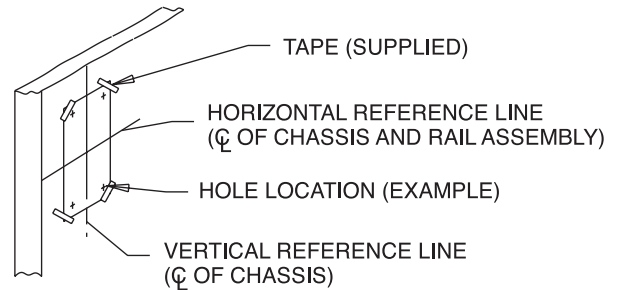 TAPE (SUPPLIED)
HORIZONTAL REFERENCE LINE
(℄ OF CHASSIS AND RAIL ASSEMBLY)
HOLE LOCATION (EXAMPLE)
VERTICAL REFERENCE LINE
(℄ OF CHASSIS)